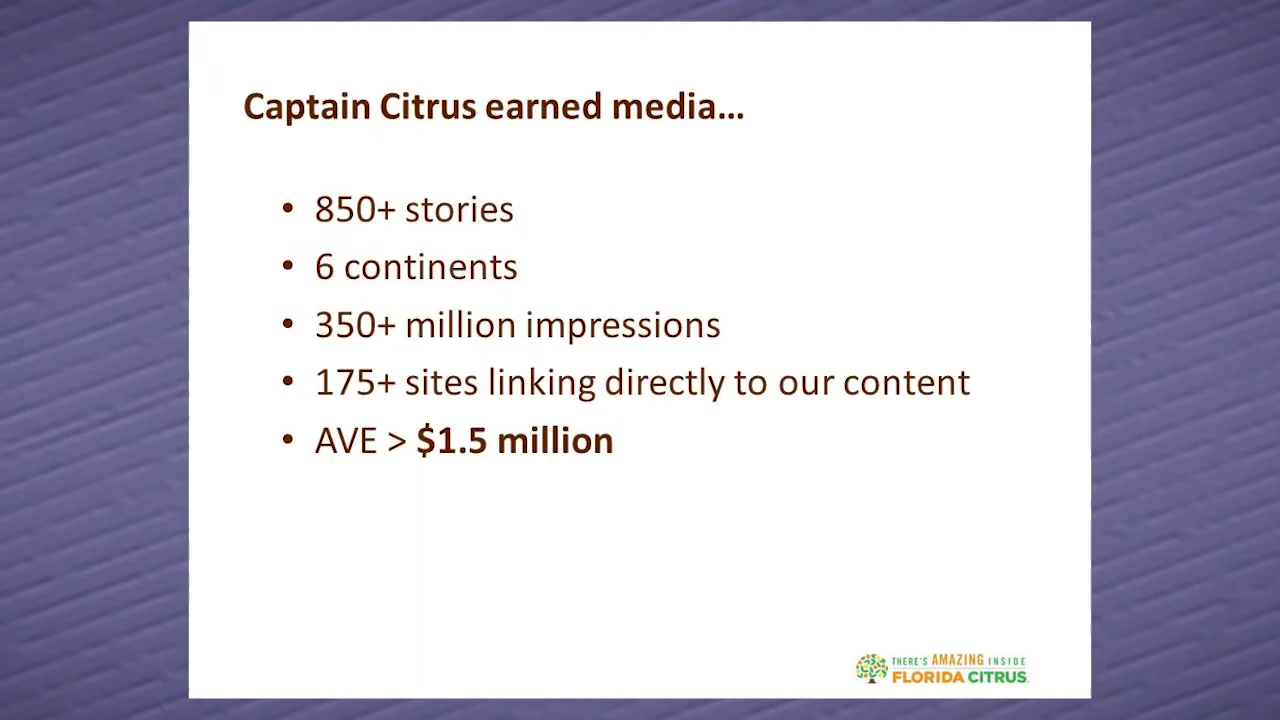 Captain Citrus earned media…
• 850+ stories
• 6 continents
• 350+ million impressions
• 175+ sites linking directly to our content
• AVE > $1.5 million
THERE'S AMAZING INSIDE
FLORIDA CITRUS.